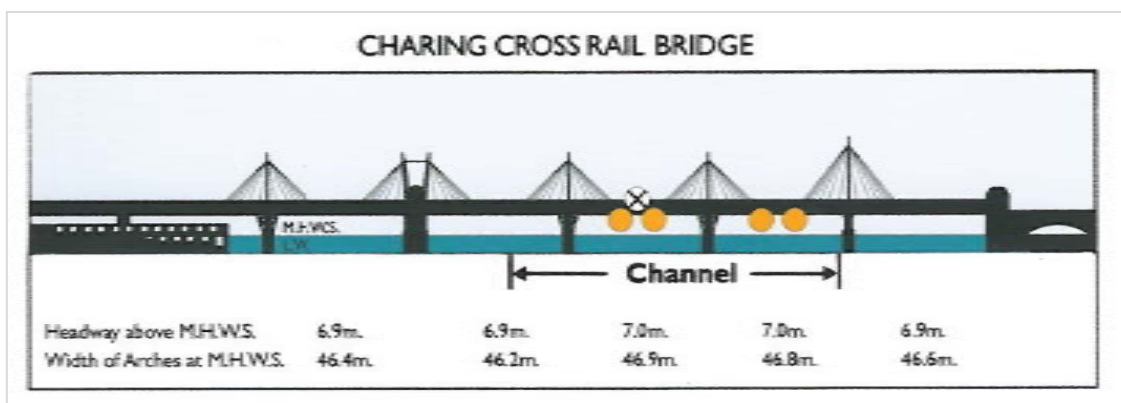 CHARING CROSS RAIL BRIDGE
M.H.W.S.
L.W.
Channel
Headway above M.H.W.S. 6.9m. 6.9m. 7.0m. 7.0m. 6.9m.
Width of Arches at M.H.W.S. 46.4m. 46.2m. 46.9m. 46.8m. 46.6m.